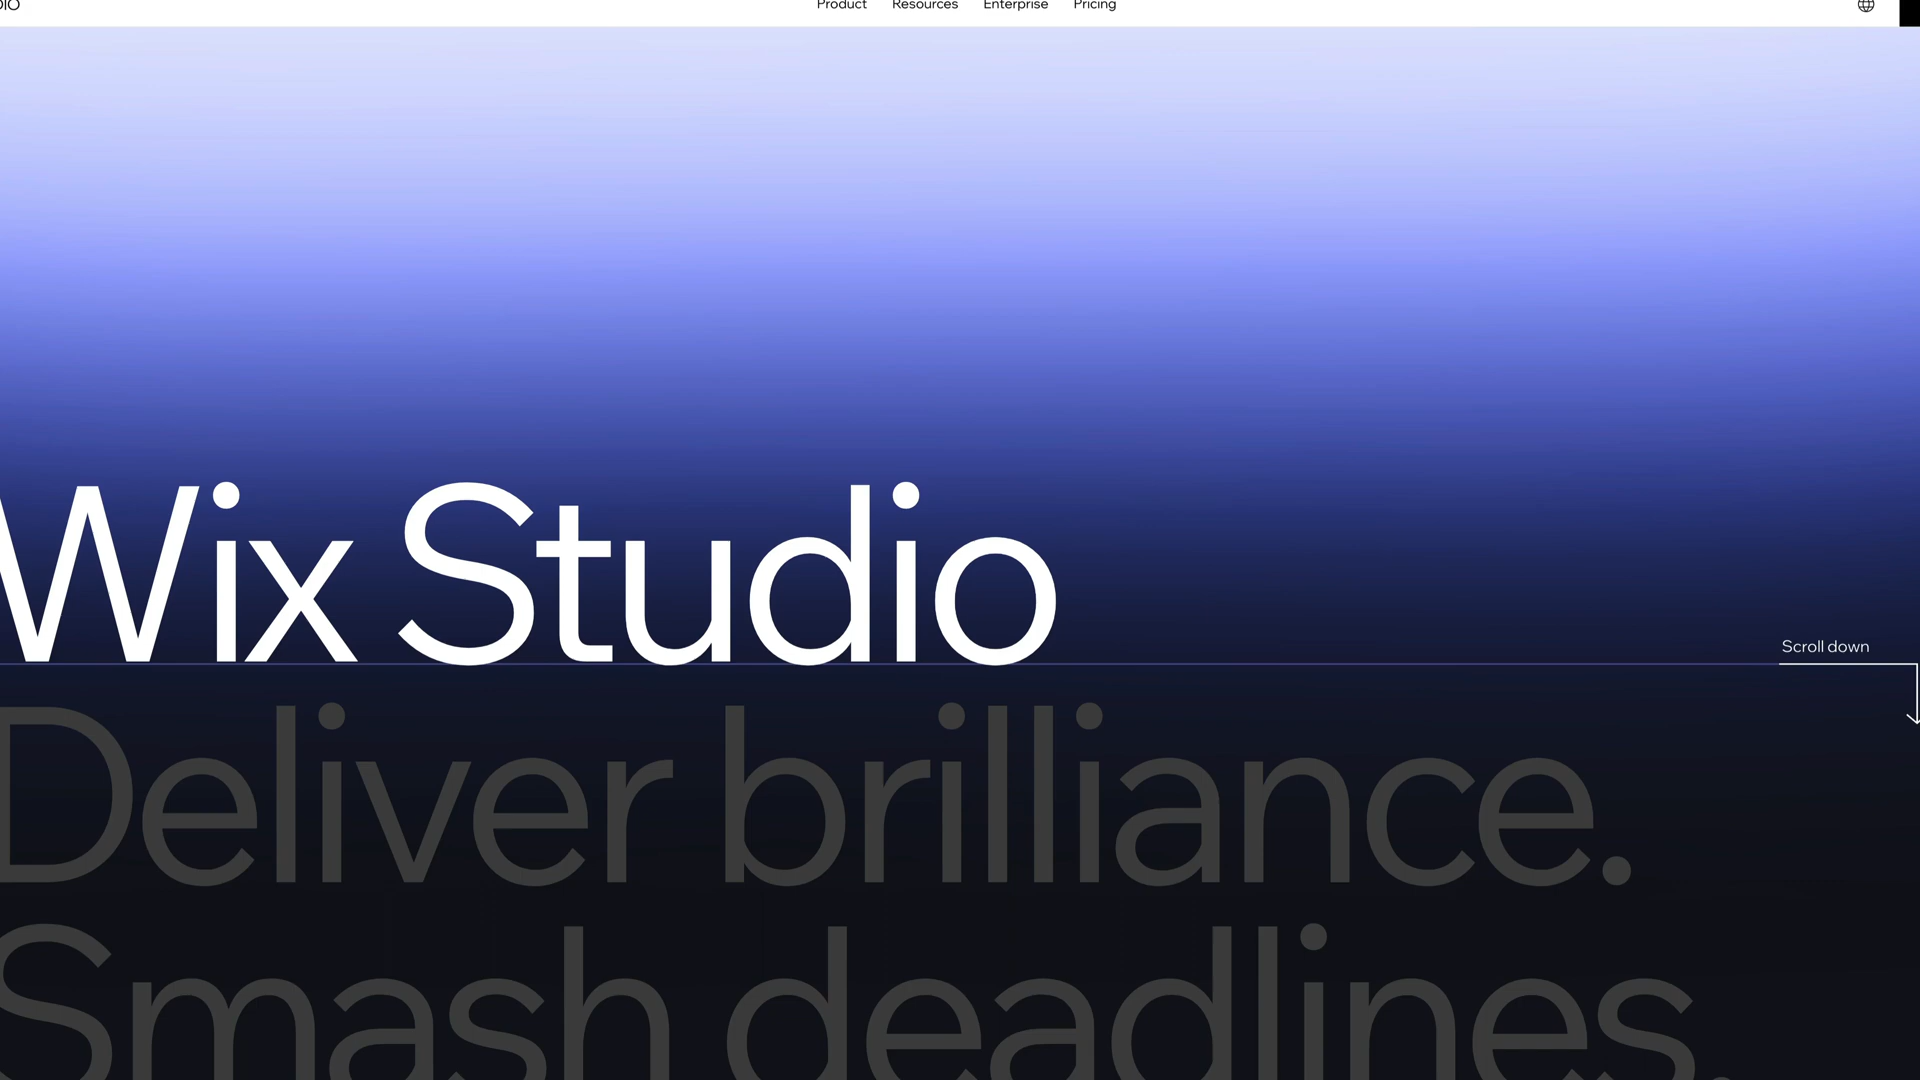 Product Resources Enterprise Pricing
Wix Studio
Scroll down
Deliver brilliance.
Smash deadlines.